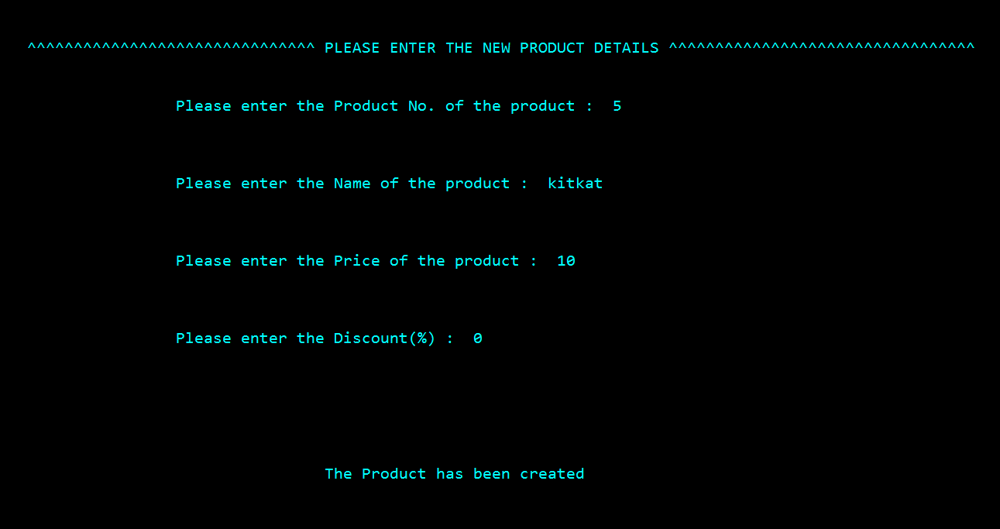 ^^^^^^^^^^^^^^^^^^^^^^^^^^^^^^^ PLEASE ENTER THE NEW PRODUCT DETAILS ^^^^^^^^^^^^^^^^^^^^^^^^^^^^^^^^^
Please enter the Product No. of the product :  5
Please enter the Name of the product :  kitkat
Please enter the Price of the product :  10
Please enter the Discount(%) :  0
The Product has been created